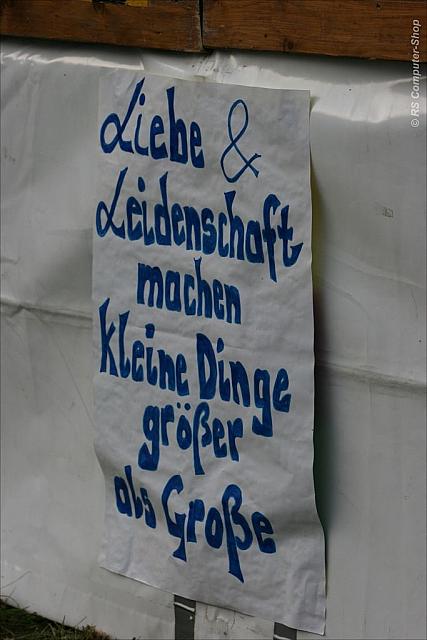 Liebe &
Leidenschaft
machen
kleine Dinge
größer
als Große
© RS Computer-Shop